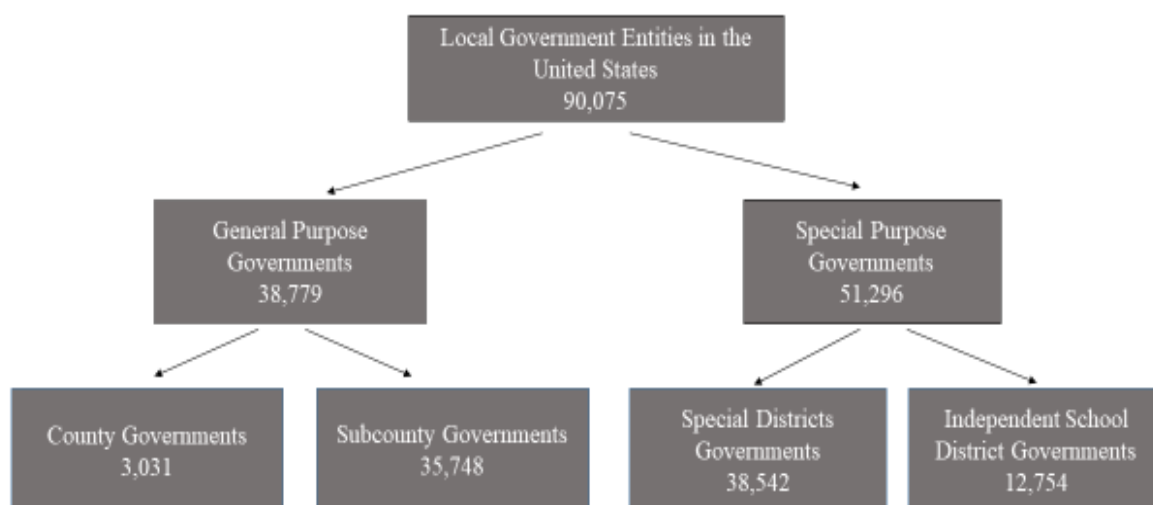 Local Government Entities in the
United States
90,075
General Purpose
Governments
38,779
Special Purpose
Governments
51,296
County Governments
3,031
Subcounty Governments
35,748
Special Districts
Governments
38,542
Independent School
District Governments
12,754